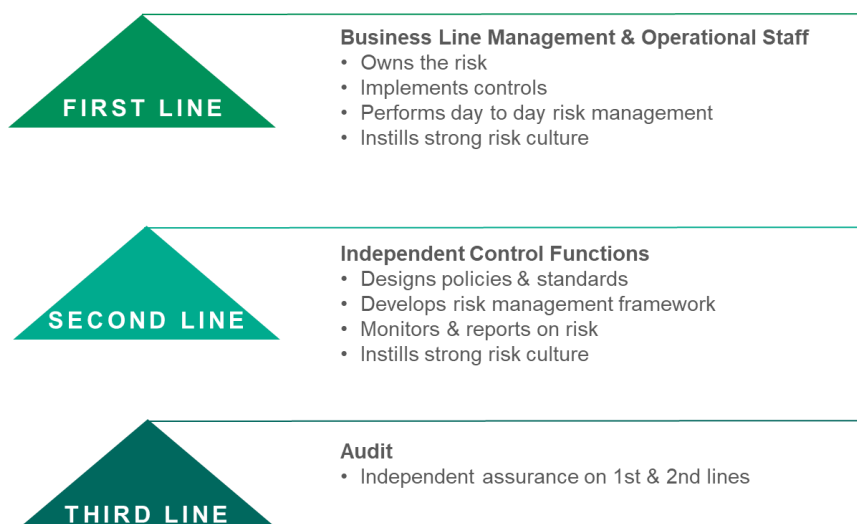 FIRST LINE
Business Line Management & Operational Staff
• Owns the risk
• Implements controls
• Performs day to day risk management
• Instills strong risk culture
SECOND LINE
Independent Control Functions
• Designs policies & standards
• Develops risk management framework
• Monitors & reports on risk
• Instills strong risk culture
THIRD LINE
Audit
• Independent assurance on 1st & 2nd lines